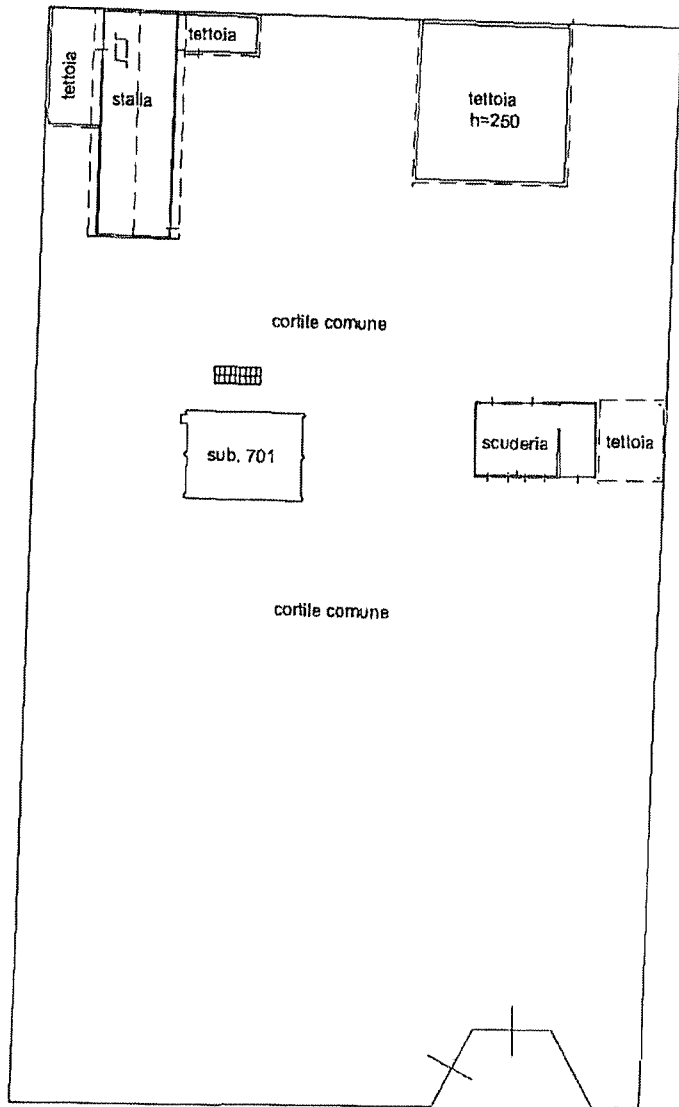 tettoia
tettoia
stalla
tettoia
h=250
cortile comune
sub. 701
scuderia
tettoia
cortile comune